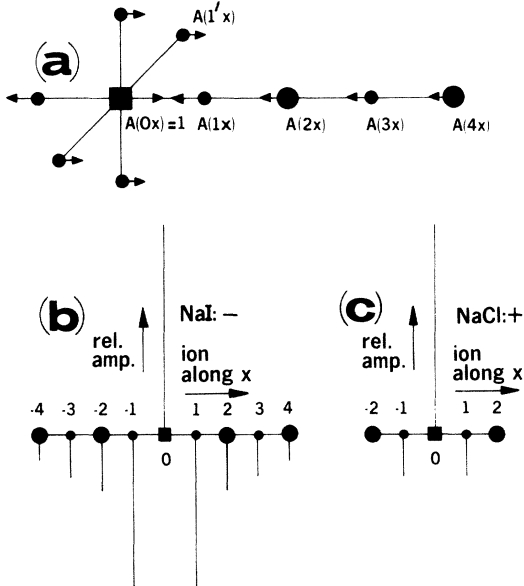 A(1′x)
(a)
A(0x)=1 A(1x) A(2x) A(3x) A(4x)
(b)
NaI: −
rel.
amp.
ion
along x
-4 -3 -2 -1 1 2 3 4
0
(c)
NaCl:+
rel.
amp.
ion
along x
-2 -1 1 2
0